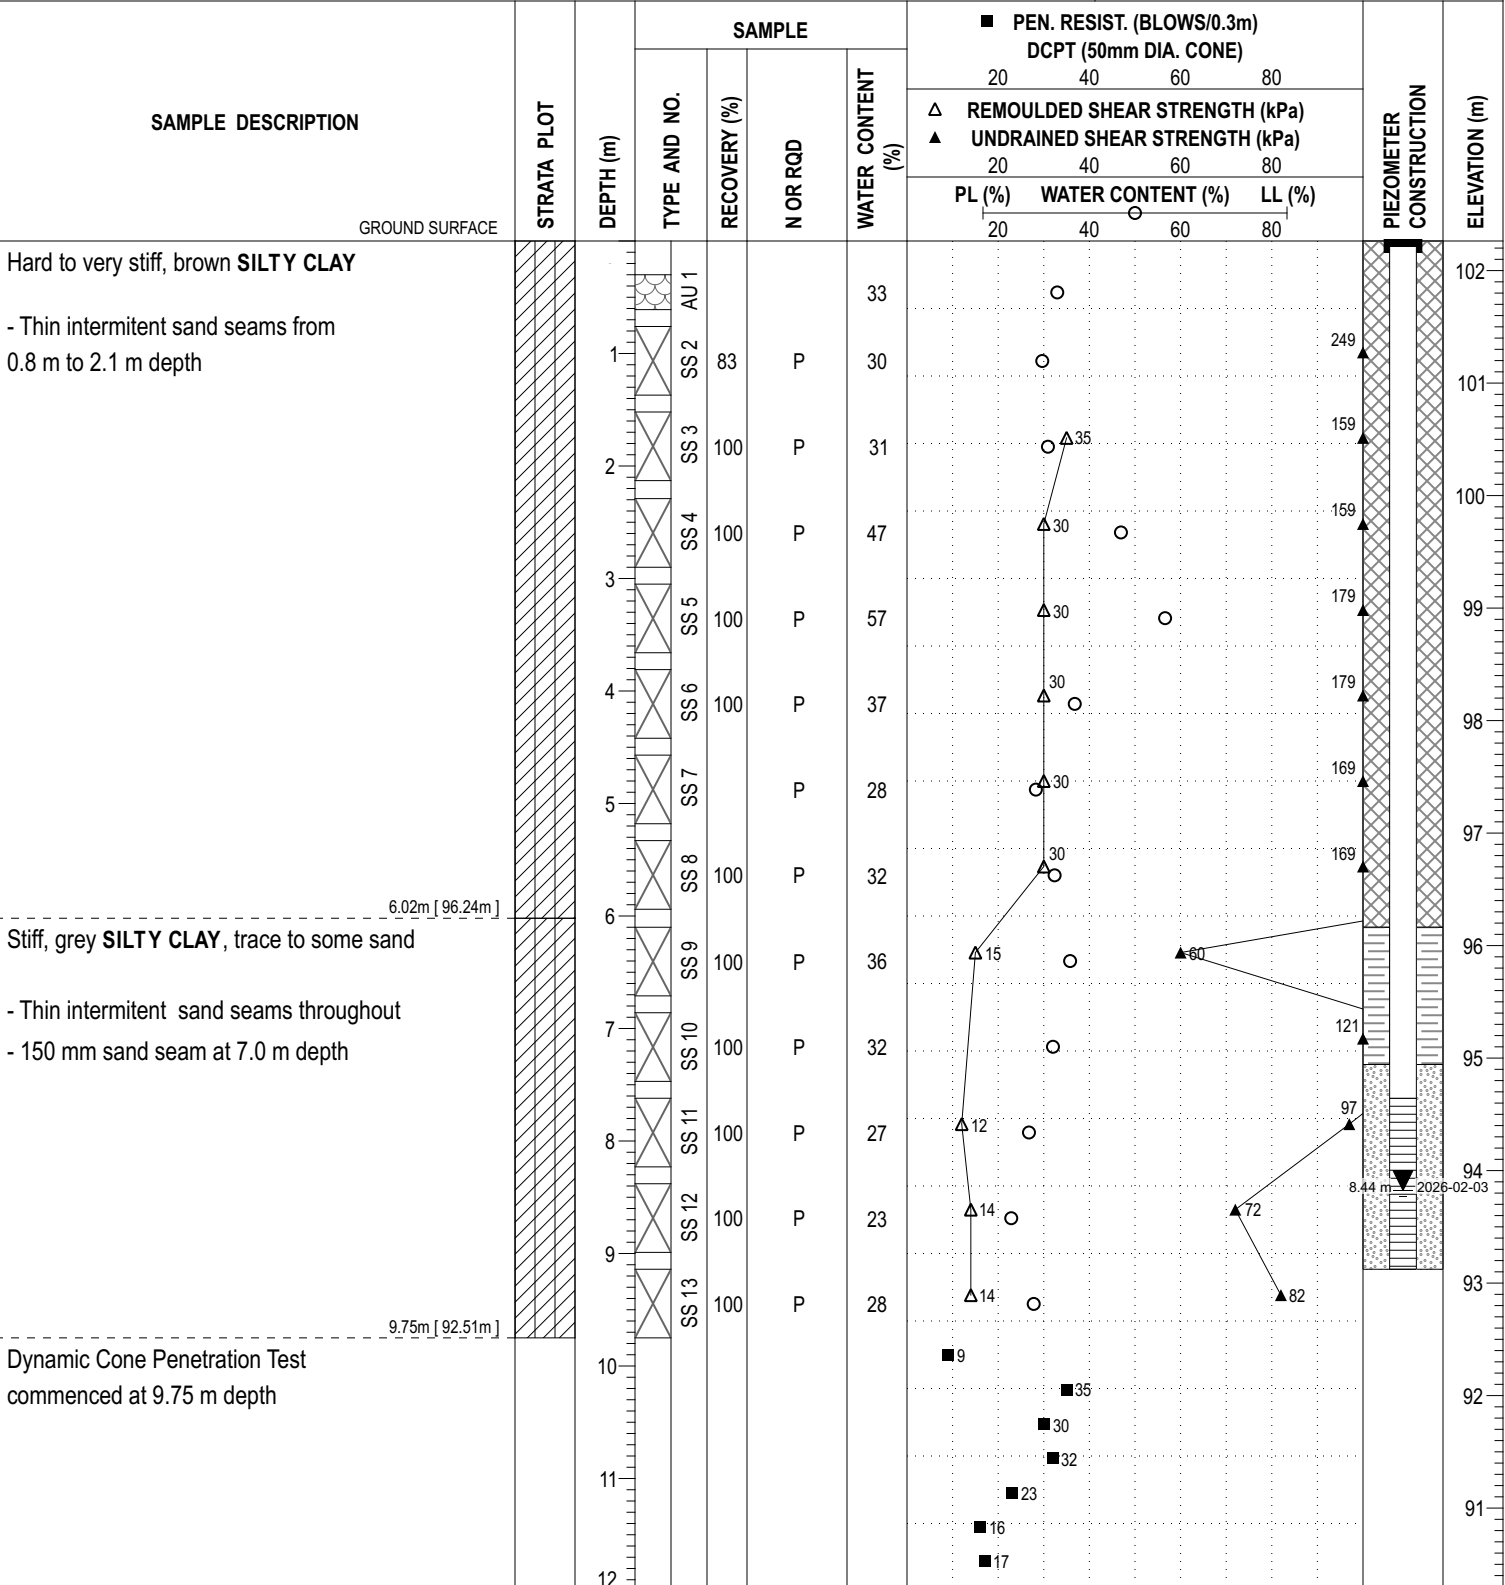 SAMPLE DESCRIPTION
GROUND SURFACE
STRATA PLOT
DEPTH (m)
SAMPLE
TYPE AND NO.
RECOVERY (%)
N OR RQD
WATER CONTENT
(%)
■ PEN. RESIST. (BLOWS/0.3m)
DCPT (50mm DIA. CONE)
20 40 60 80
△ REMOULDED SHEAR STRENGTH (kPa)
▲ UNDRAINED SHEAR STRENGTH (kPa)
20 40 60 80
PL (%) WATER CONTENT (%) LL (%)
20 40 60 80
PIEZOMETER
CONSTRUCTION
ELEVATION (m)
Hard to very stiff, brown SILTY CLAY
- Thin intermitent sand seams from
0.8 m to 2.1 m depth
6.02m [ 96.24m ]
Stiff, grey SILTY CLAY, trace to some sand
- Thin intermitent sand seams throughout
- 150 mm sand seam at 7.0 m depth
9.75m [ 92.51m ]
Dynamic Cone Penetration Test
commenced at 9.75 m depth
1
2
3
4
5
6
7
8
9
10
11
12
AU 1 33
SS 2 83 P 30
SS 3 100 P 31
SS 4 100 P 47
SS 5 100 P 57
SS 6 100 P 37
SS 7 P 28
SS 8 100 P 32
SS 9 100 P 36
SS 10 100 P 32
SS 11 100 P 27
SS 12 100 P 23
SS 13 100 P 28
249
35 159
30 159
30 179
30 179
30 169
30 169
15 60
121
12 97
14 72
14 82
9
35
30
32
23
16
17
8.44 m 2026-02-03
102
101
100
99
98
97
96
95
94
93
92
91